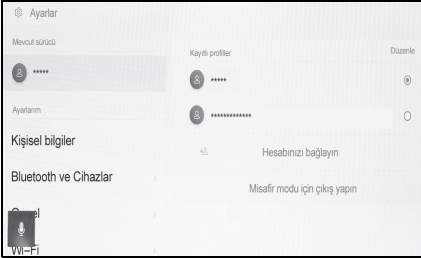 Ayarlar
Mevcut sürücü
*****
Ayarlarım
Kişisel bilgiler
Bluetooth ve Cihazlar
Wi-Fi
Kayıtlı profiller
Düzenle
*****
*************
Hesabınızı bağlayın
Misafir modu için çıkış yapın